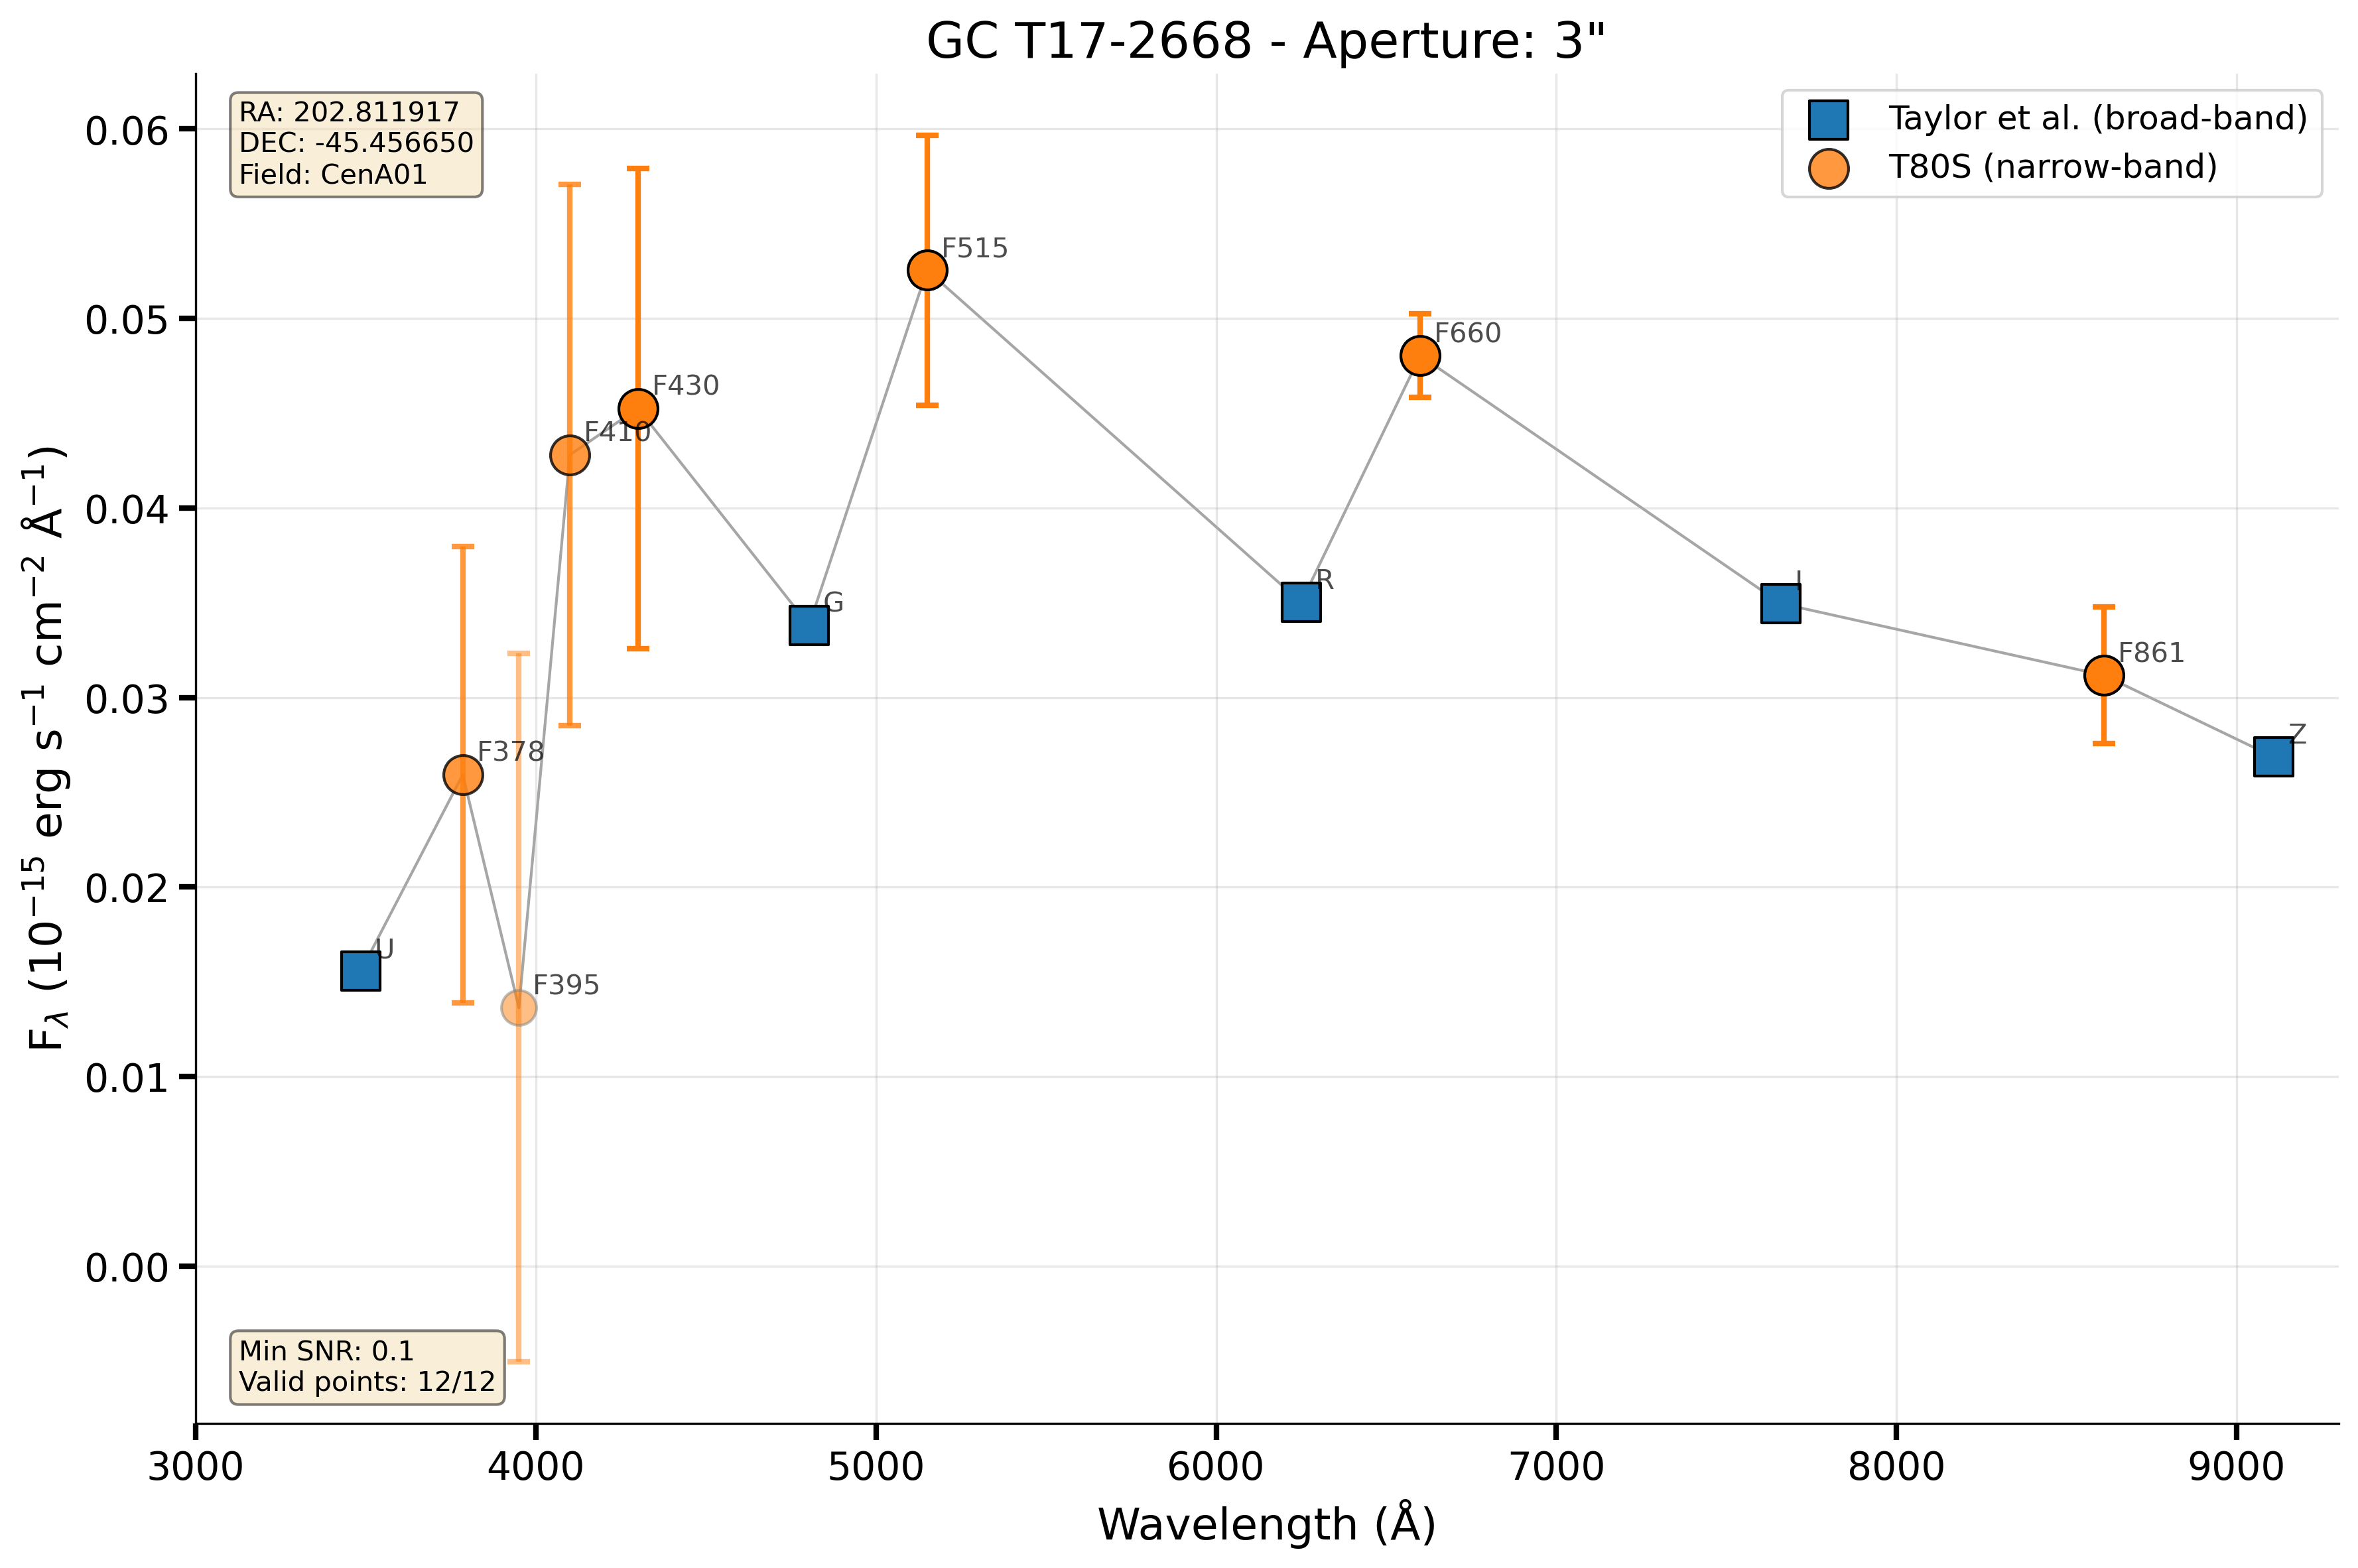 GC T17-2668 - Aperture: 3"
RA: 202.811917
DEC: -45.456650
Field: CenA01
Taylor et al. (broad-band)
T80S (narrow-band)
F515
F660
F430
F410
G
R
I
F861
Z
F378
U
F395
Min SNR: 0.1
Valid points: 12/12
0.06
0.05
0.04
0.03
0.02
0.01
0.00
Fλ (10⁻¹⁵ erg s⁻¹ cm⁻² Å⁻¹)
3000 4000 5000 6000 7000 8000 9000
Wavelength (Å)